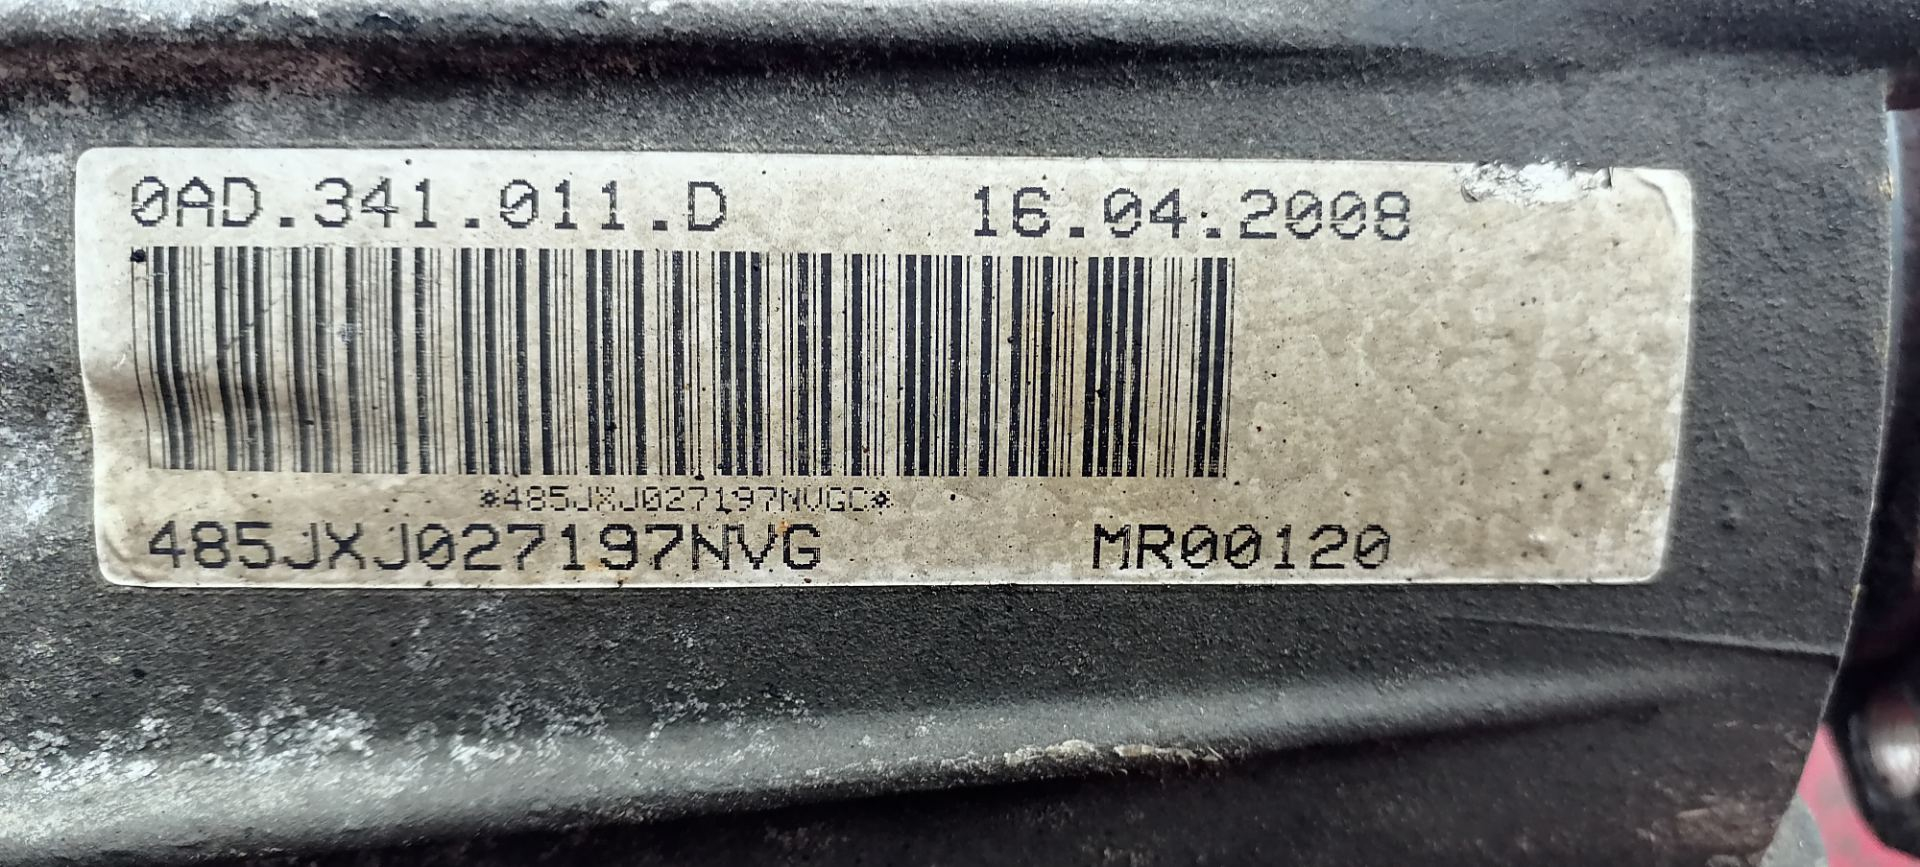 0AD.341.011.D 16.04.2008
*485JXJ027197NVGC*
485JXJ027197NVG MR00120